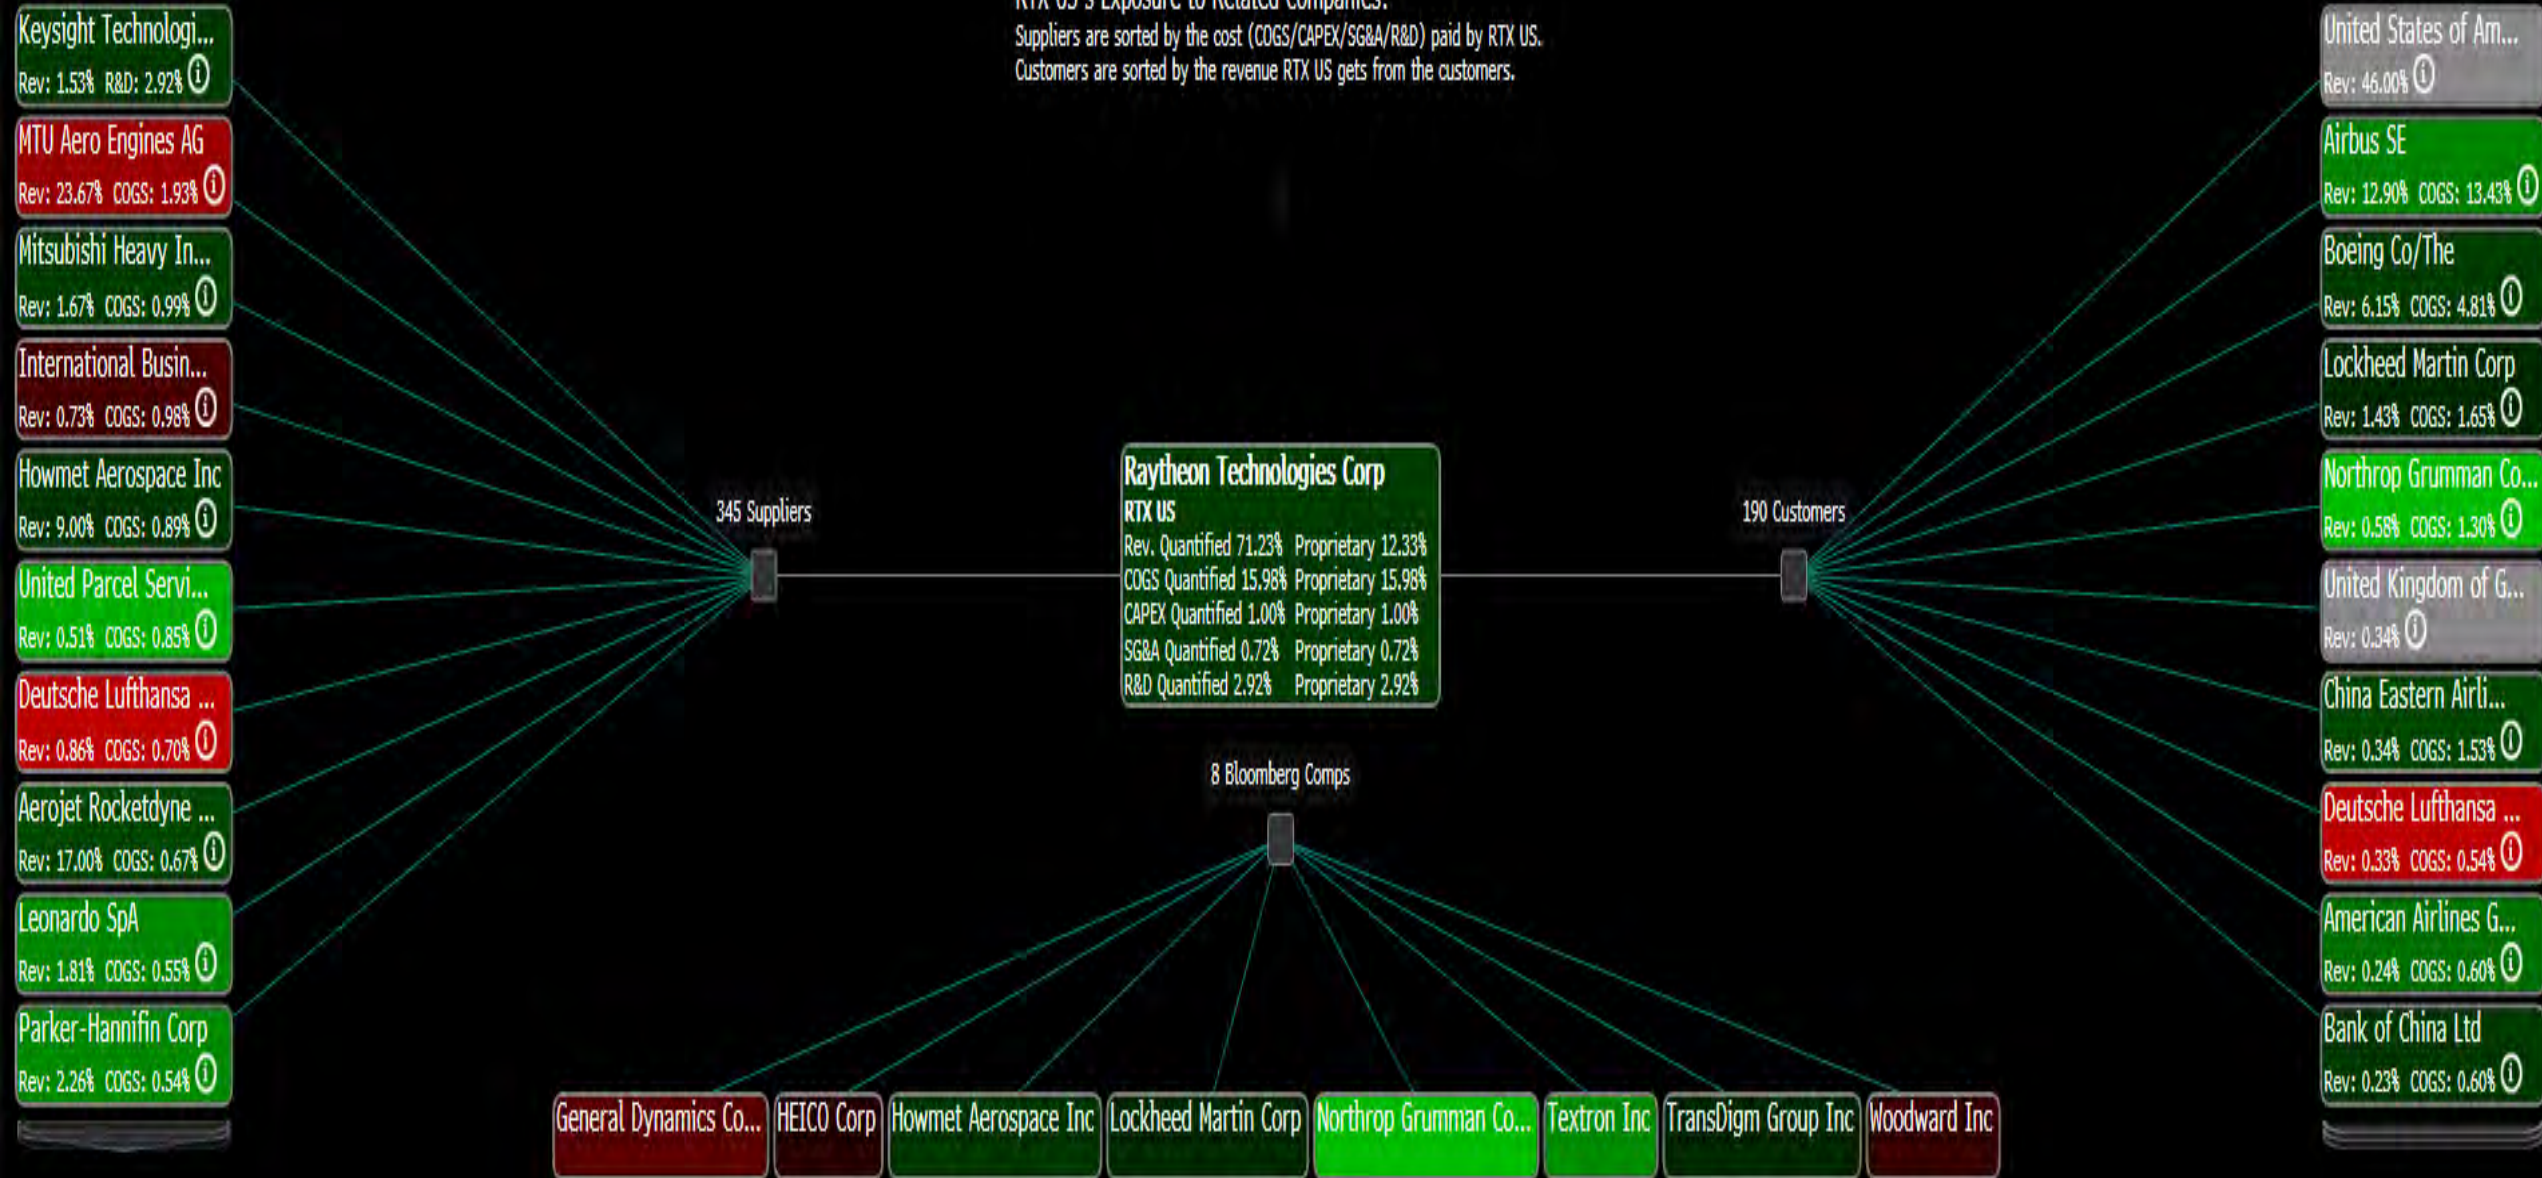 RTX US's Exposure to Related Companies:
Suppliers are sorted by the cost (COGS/CAPEX/SG&A/R&D) paid by RTX US.
Customers are sorted by the revenue RTX US gets from the customers.
Keysight Technologi...
Rev: 1.53% R&D: 2.92%
MTU Aero Engines AG
Rev: 23.67% COGS: 1.93%
Mitsubishi Heavy In...
Rev: 1.67% COGS: 0.99%
International Busin...
Rev: 0.73% COGS: 0.98%
Howmet Aerospace Inc
Rev: 9.00% COGS: 0.89%
United Parcel Servi...
Rev: 0.51% COGS: 0.85%
Deutsche Lufthansa ...
Rev: 0.86% COGS: 0.70%
Aerojet Rocketdyne ...
Rev: 17.00% COGS: 0.67%
Leonardo SpA
Rev: 1.81% COGS: 0.55%
Parker-Hannifin Corp
Rev: 2.26% COGS: 0.54%
345 Suppliers
Raytheon Technologies Corp
RTX US
Rev. Quantified 71.23% Proprietary 12.33%
COGS Quantified 15.98% Proprietary 15.98%
CAPEX Quantified 1.00% Proprietary 1.00%
SG&A Quantified 0.72% Proprietary 0.72%
R&D Quantified 2.92% Proprietary 2.92%
190 Customers
United States of Am...
Rev: 46.00%
Airbus SE
Rev: 12.90% COGS: 13.43%
Boeing Co/The
Rev: 6.15% COGS: 4.81%
Lockheed Martin Corp
Rev: 1.43% COGS: 1.65%
Northrop Grumman Co...
Rev: 0.58% COGS: 1.30%
United Kingdom of G...
Rev: 0.34%
China Eastern Airli...
Rev: 0.34% COGS: 1.53%
Deutsche Lufthansa ...
Rev: 0.33% COGS: 0.54%
American Airlines G...
Rev: 0.24% COGS: 0.60%
Bank of China Ltd
Rev: 0.23% COGS: 0.60%
8 Bloomberg Comps
General Dynamics Co...
HEICO Corp
Howmet Aerospace Inc
Lockheed Martin Corp
Northrop Grumman Co...
Textron Inc
TransDigm Group Inc
Woodward Inc